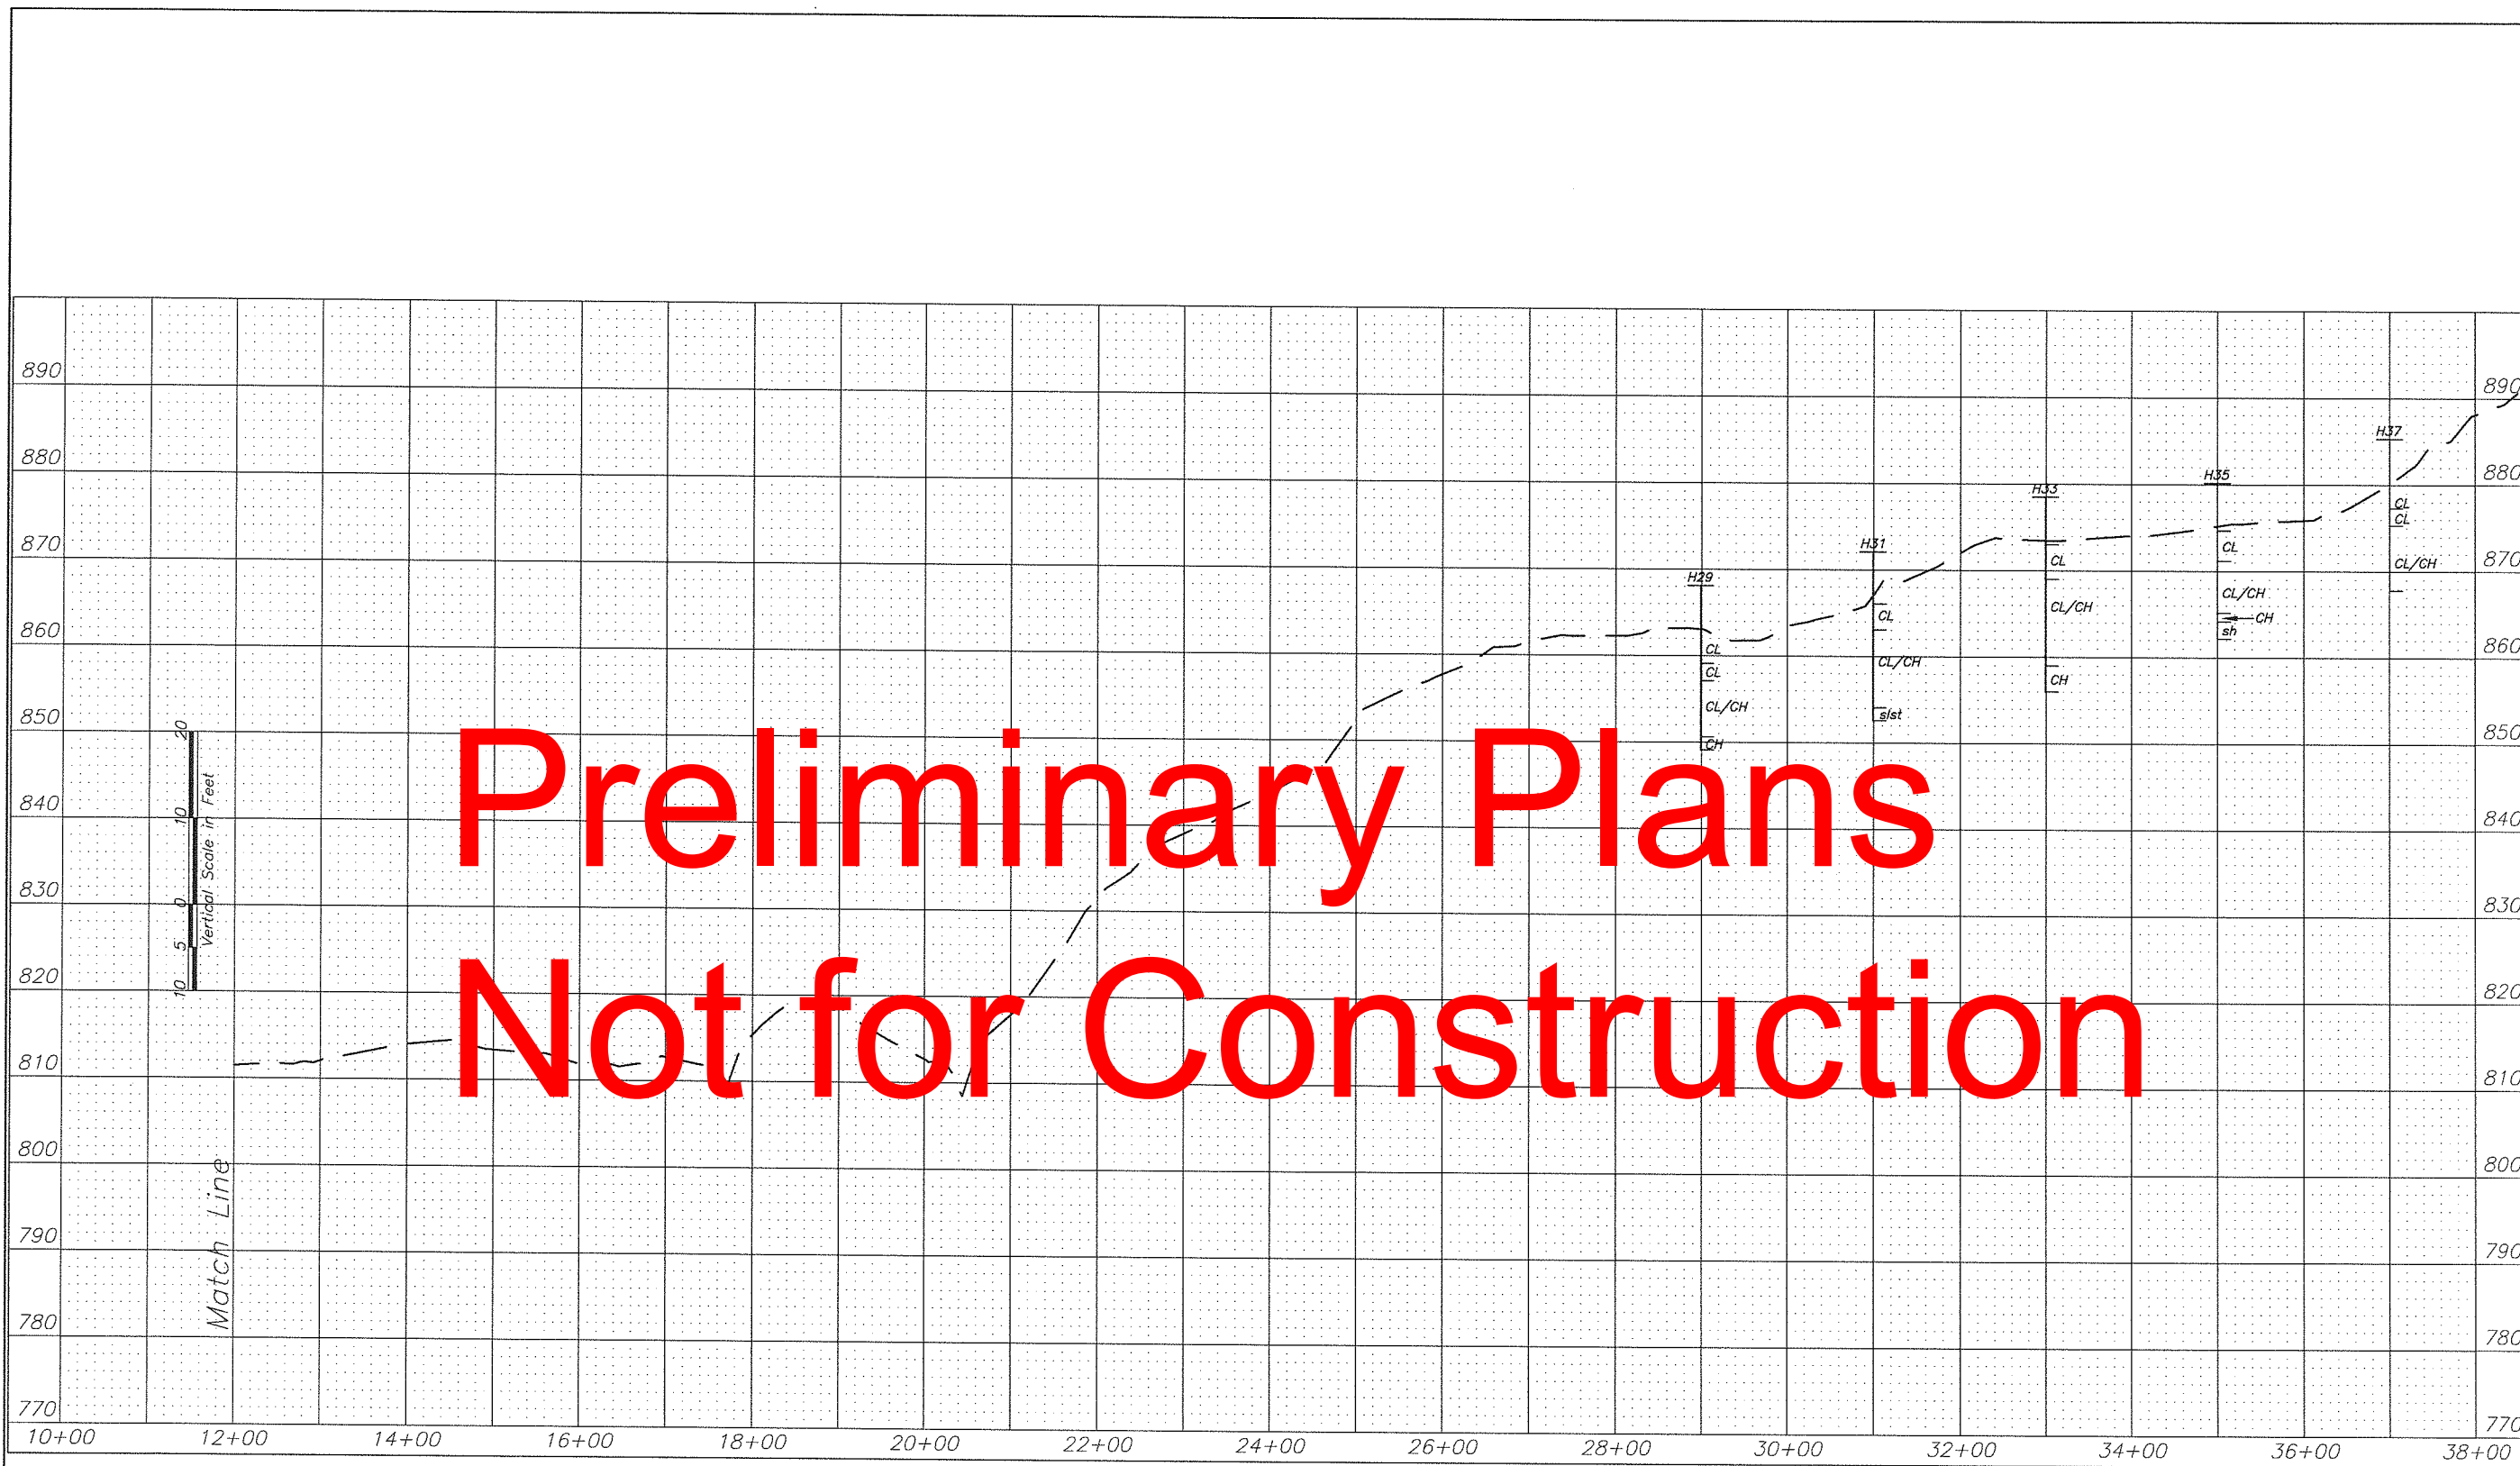 890
890
H37
880
880
H35
H33
CL
CL
870
870
H31
CL
CL
CL/CH
H29
CL/CH
CL/CH
CH
860
CL
sh
860
CL
CL/CH
CL
CH
CL/CH
slst
850
850
CH
20
10
0
5
10
Vertical Scale in Feet
Preliminary Plans
840
840
830
830
Not for Construction
820
820
810
810
800
800
Match Line
790
790
780
780
770
770
10+00 12+00 14+00 16+00 18+00 20+00 22+00 24+00 26+00 28+00 30+00 32+00 34+00 36+00 38+00